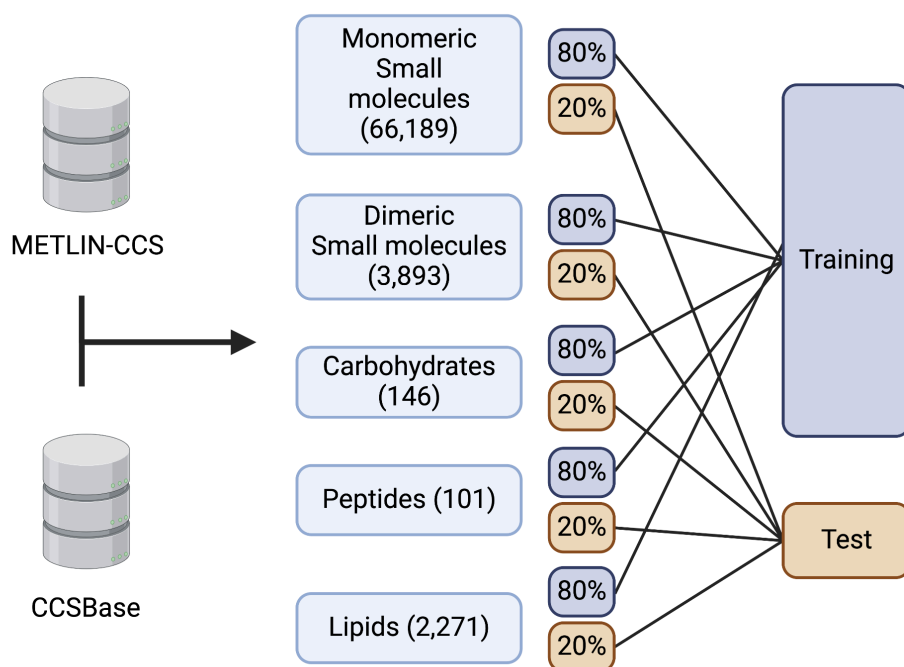 METLIN-CCS
CCSBase
Monomeric
Small
molecules
(66,189)
80%
20%
Dimeric
Small molecules
(3,893)
80%
20%
Carbohydrates
(146)
80%
20%
Peptides (101)
80%
20%
Lipids (2,271)
80%
20%
Training
Test